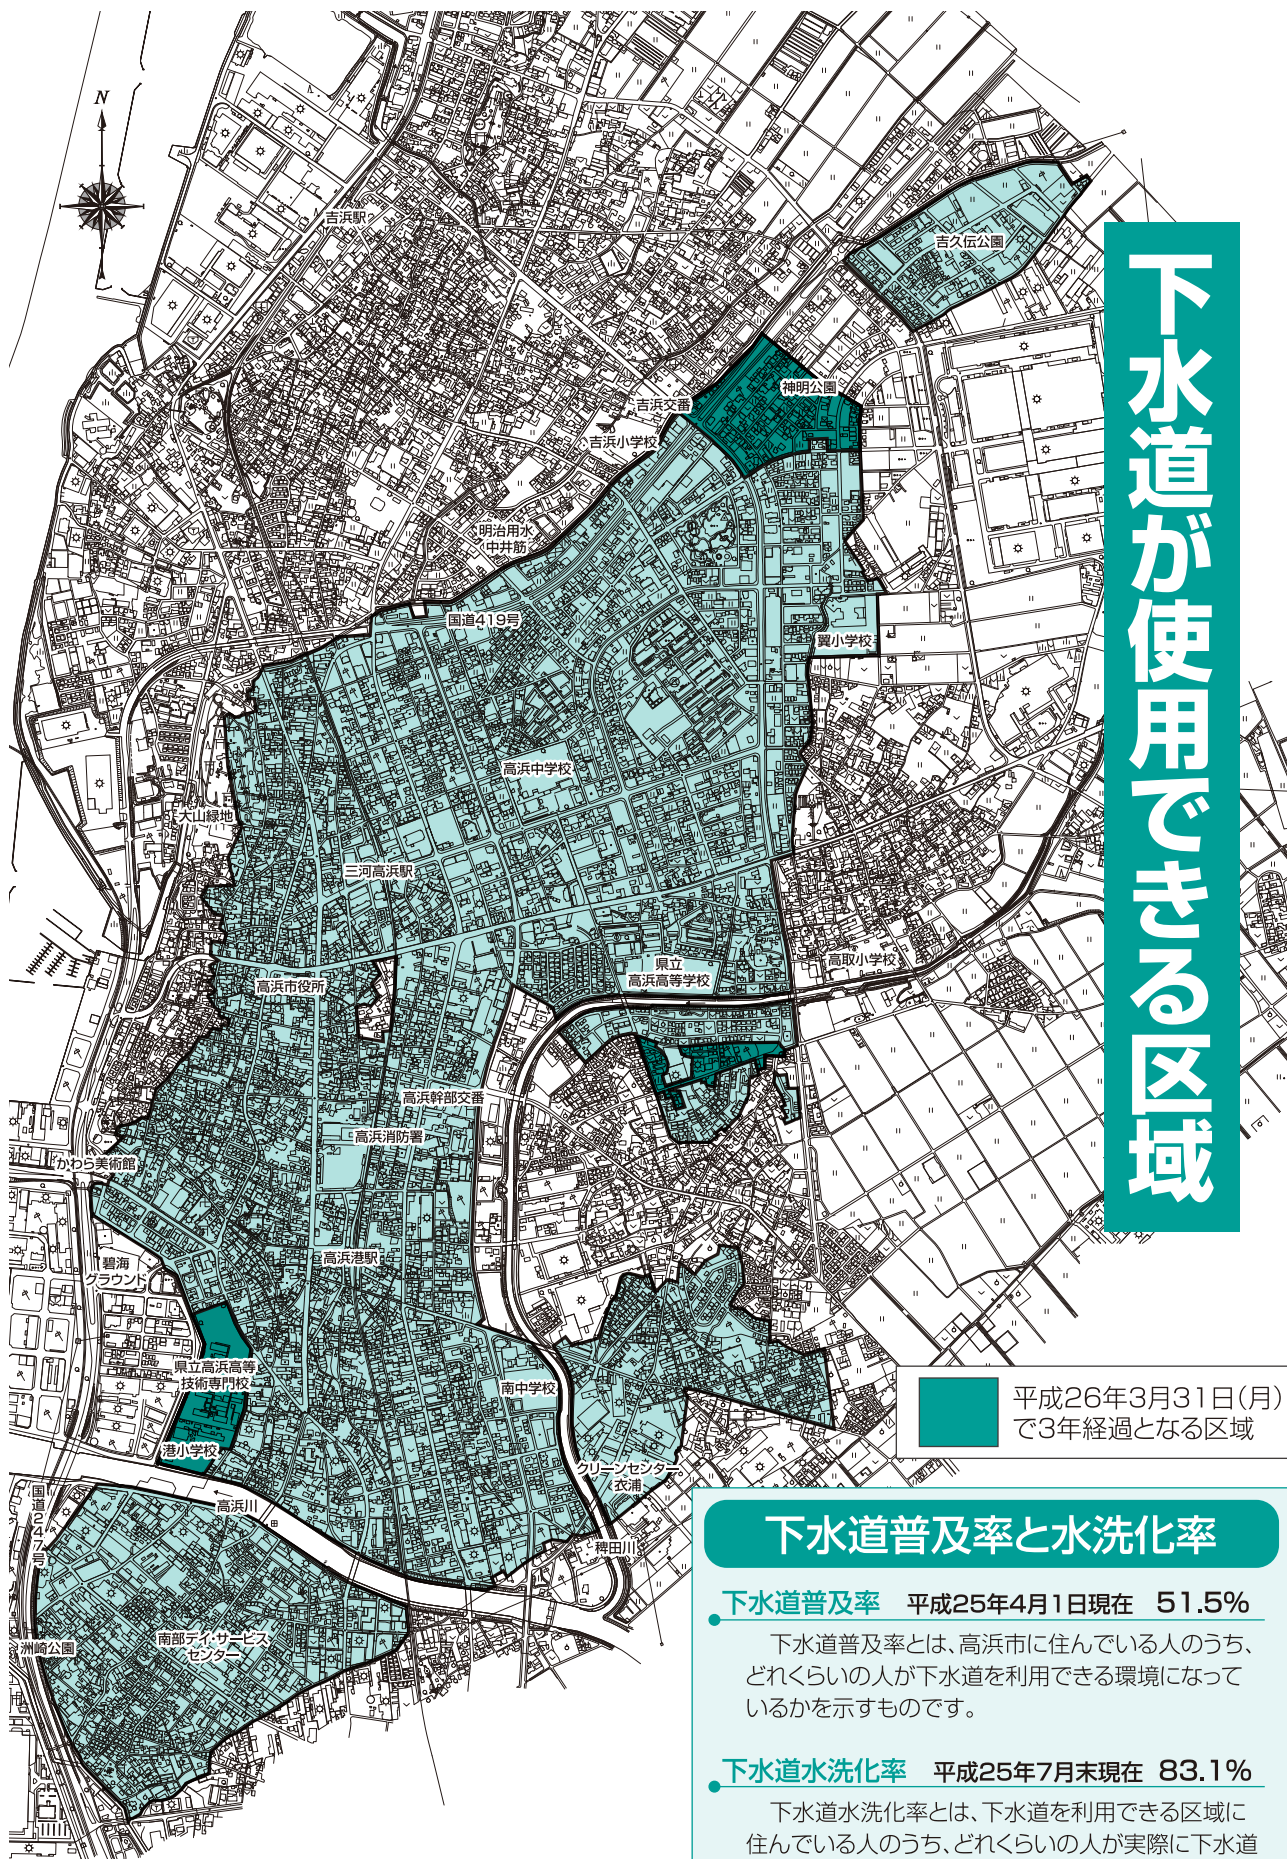 下水道が使用できる区域
N
吉浜駅
吉久伝公園
神明公園
吉浜交番
吉浜小学校
明治用水
中井筋
国道419号
翼小学校
高浜中学校
大山緑地
三河高浜駅
県立
高浜高等学校
高取小学校
高浜市役所
高浜幹部交番
高浜消防署
かわら美術館
碧海
グラウンド
高浜港駅
県立高浜高等
技術専門校
南中学校
港小学校
クリーンセンター
衣浦
国道247号
高浜川
稗田川
洲崎公園
南部デイ・サービス
センター
平成26年3月31日(月)
で3年経過となる区域
下水道普及率と水洗化率
下水道普及率 平成25年4月1日現在 51.5%
下水道普及率とは、高浜市に住んでいる人のうち、
どれくらいの人が下水道を利用できる環境になって
いるかを示すものです。
下水道水洗化率 平成25年7月末現在 83.1%
下水道水洗化率とは、下水道を利用できる区域に
住んでいる人のうち、どれくらいの人が実際に下水道